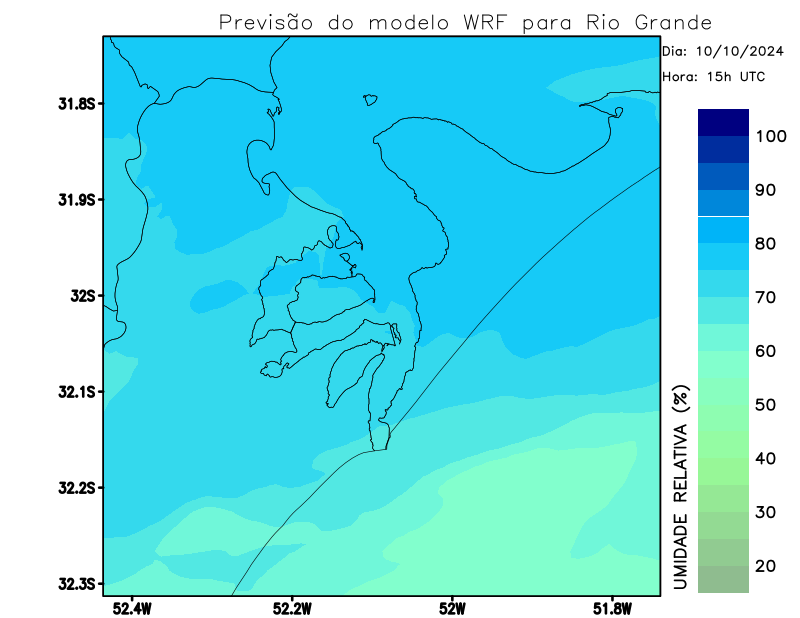 Previsão do modelo WRF para Rio Grande
Dia: 10/10/2024
Hora: 15h UTC
31.8S
31.9S
32S
32.1S
32.2S
32.3S
52.4W
52.2W
52W
51.8W
100
90
80
70
60
50
40
30
20
UMIDADE RELATIVA (%)